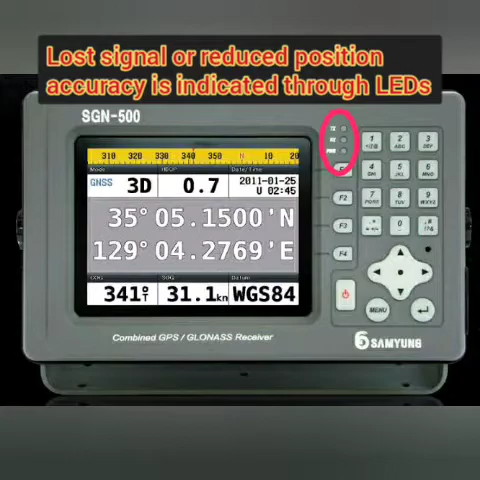 Lost signal or reduced position
accuracy is indicated through LEDs
SGN-500
TX
RX
PWR
310 320 330 340 350 N 10 20
Mode HDOP Date/Time
GNSS 3D 0.7 2011-01-25
U 02:45
35° 05.1500'N
129° 04.2769'E
COG SOG Datum
341°T 31.1kn WGS84
1 2 ABC 3 DEF
4 GHI 5 JKL 6 MNO
7 PQRS 8 TUV 9 WXYZ
0
F2
F3
F4
MENU
Combined GPS / GLONASS Receiver
SAMYUNG